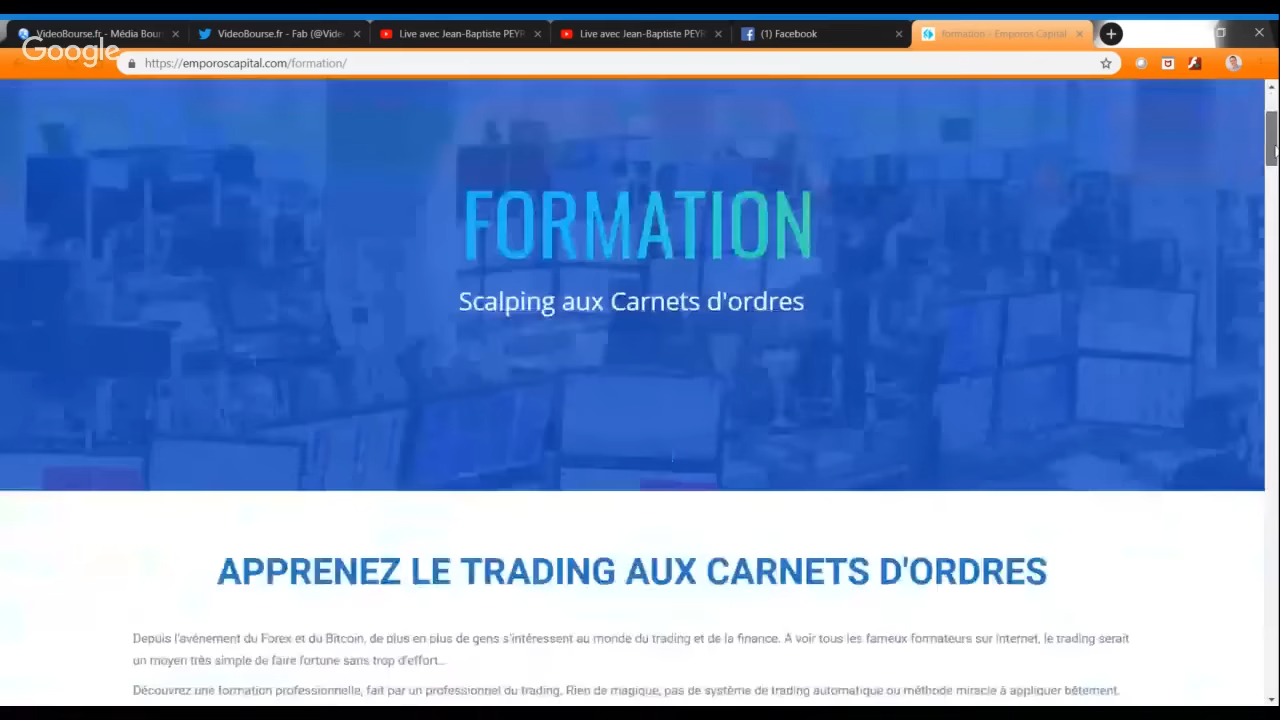 VideoBourse.fr - Média Bour
VideoBourse.fr - Fab (@Vide
Live avec Jean-Baptiste PEYR
Live avec Jean-Baptiste PEYR
(1) Facebook
formation - Emporos Capital
Google
https://emporoscapital.com/formation/
FORMATION
Scalping aux Carnets d'ordres
APPRENEZ LE TRADING AUX CARNETS D'ORDRES
Depuis l'avénement du Forex et du Bitcoin, de plus en plus de gens s'intéressent au monde du trading et de la finance. A voir tous les fameux formateurs sur Internet, le trading serait
un moyen très simple de faire fortune sans trop d'effort...
Découvrez une formation professionnelle, fait par un professionnel du trading. Rien de magique, pas de système de trading automatique ou méthode miracle à appliquer bêtement.